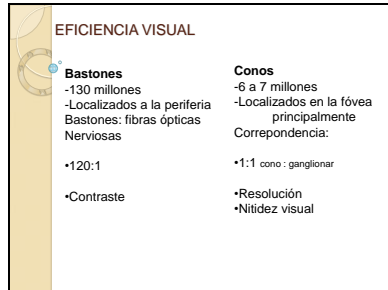 EFICIENCIA VISUAL
Bastones
-130 millones
-Localizados a la periferia
Bastones: fibras ópticas
Nerviosas
•120:1
•Contraste
Conos
-6 a 7 millones
-Localizados en la fóvea
principalmente
Correpondencia:
•1:1 cono : ganglionar
•Resolución
•Nitidez visual